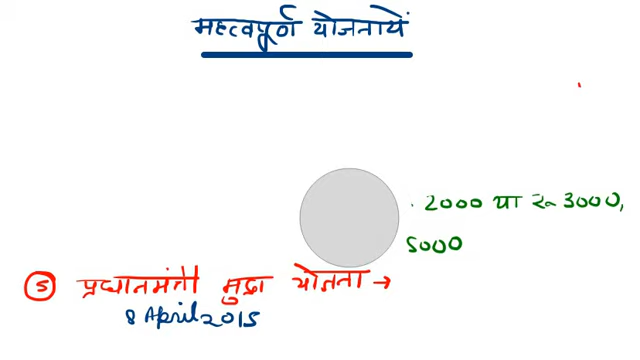 महत्वपूर्ण योजनायें
2000 या रु 3000,
5000
⑤ प्रधानमंत्री मुद्रा योजना →
8 April 2015